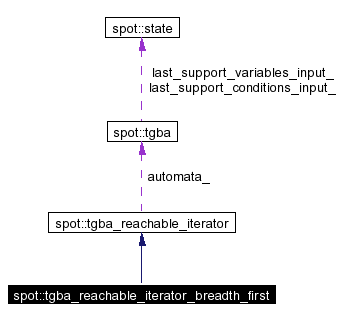 spot::state
last_support_variables_input_
last_support_conditions_input_
spot::tgba
automata_
spot::tgba_reachable_iterator
spot::tgba_reachable_iterator_breadth_first